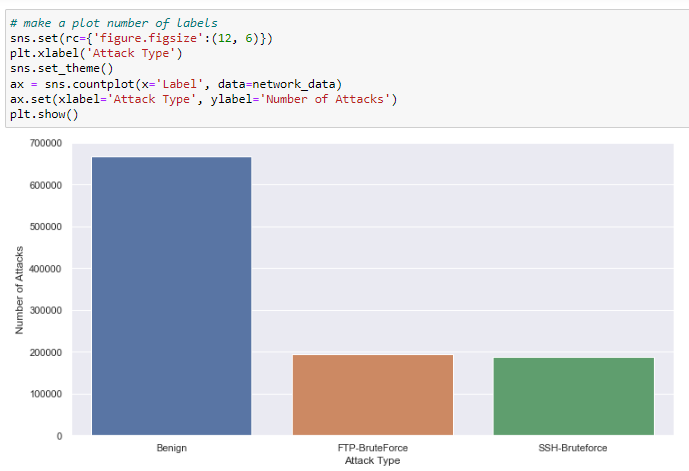 # make a plot number of labels
sns.set(rc={'figure.figsize':(12, 6)})
plt.xlabel('Attack Type')
sns.set_theme()
ax = sns.countplot(x='Label', data=network_data)
ax.set(xlabel='Attack Type', ylabel='Number of Attacks')
plt.show()
700000
600000
500000
400000
300000
200000
100000
0
Number of Attacks
Benign FTP-BruteForce SSH-Bruteforce
Attack Type